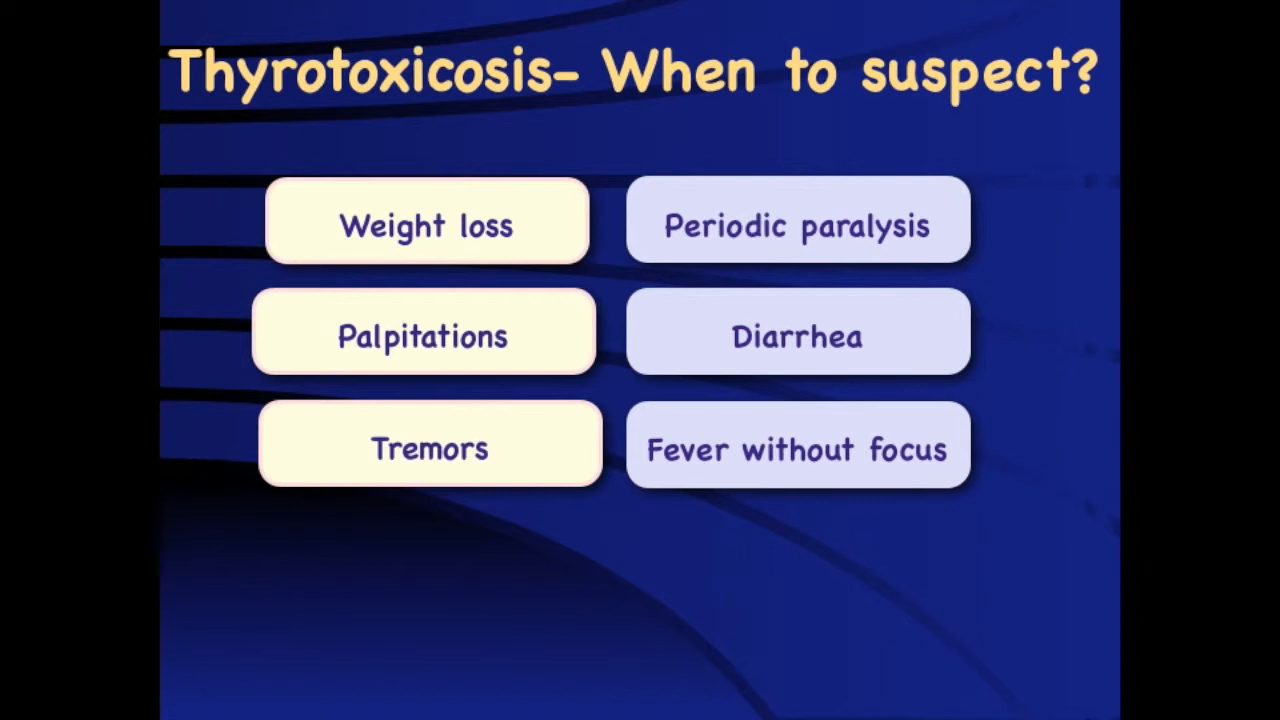 Thyrotoxicosis- When to suspect?
Weight loss
Periodic paralysis
Palpitations
Diarrhea
Tremors
Fever without focus